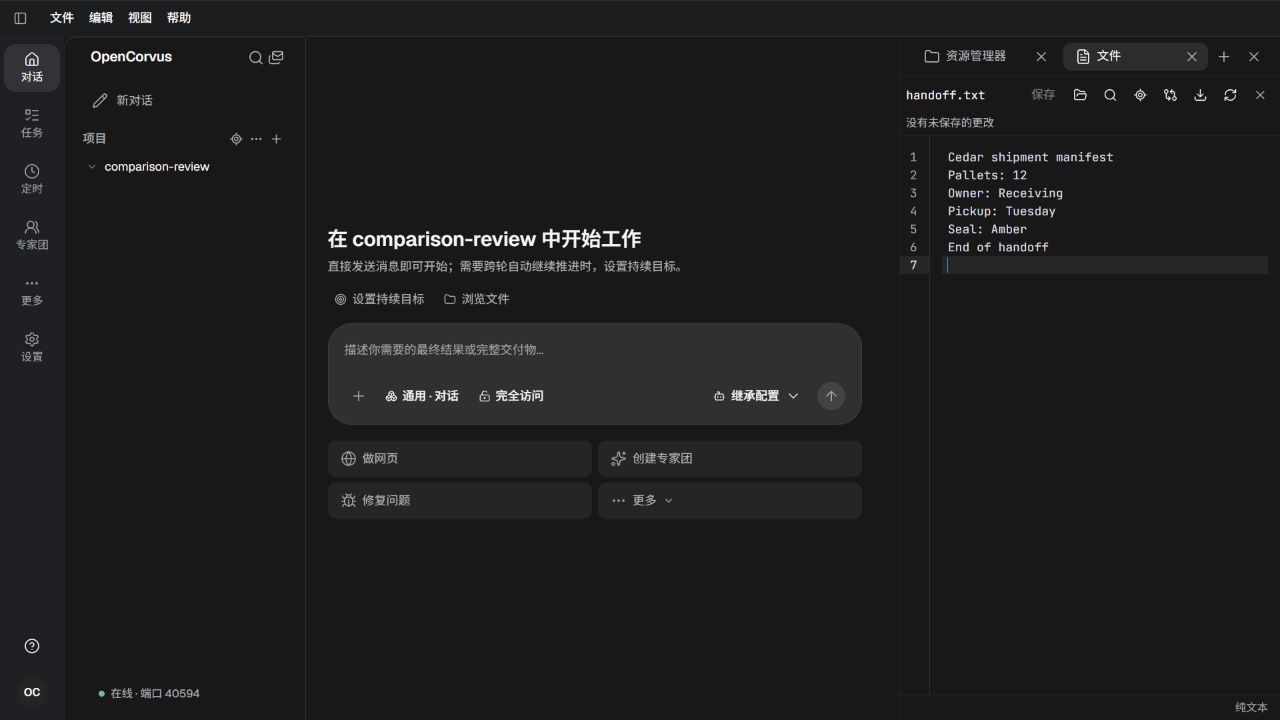 文件 编辑 视图 帮助
对话
任务
定时
专家团
更多
设置
OC
OpenCorvus
新对话
项目
comparison-review
在线 · 端口 40594
在 comparison-review 中开始工作
直接发送消息即可开始；需要跨轮自动继续推进时，设置持续目标。
设置持续目标 浏览文件
描述你需要的最终结果或完整交付物...
通用 · 对话 完全访问 继承配置
做网页 创建专家团
修复问题 更多
资源管理器 文件
handoff.txt 保存
没有未保存的更改
1 Cedar shipment manifest
2 Pallets: 12
3 Owner: Receiving
4 Pickup: Tuesday
5 Seal: Amber
6 End of handoff
7
纯文本